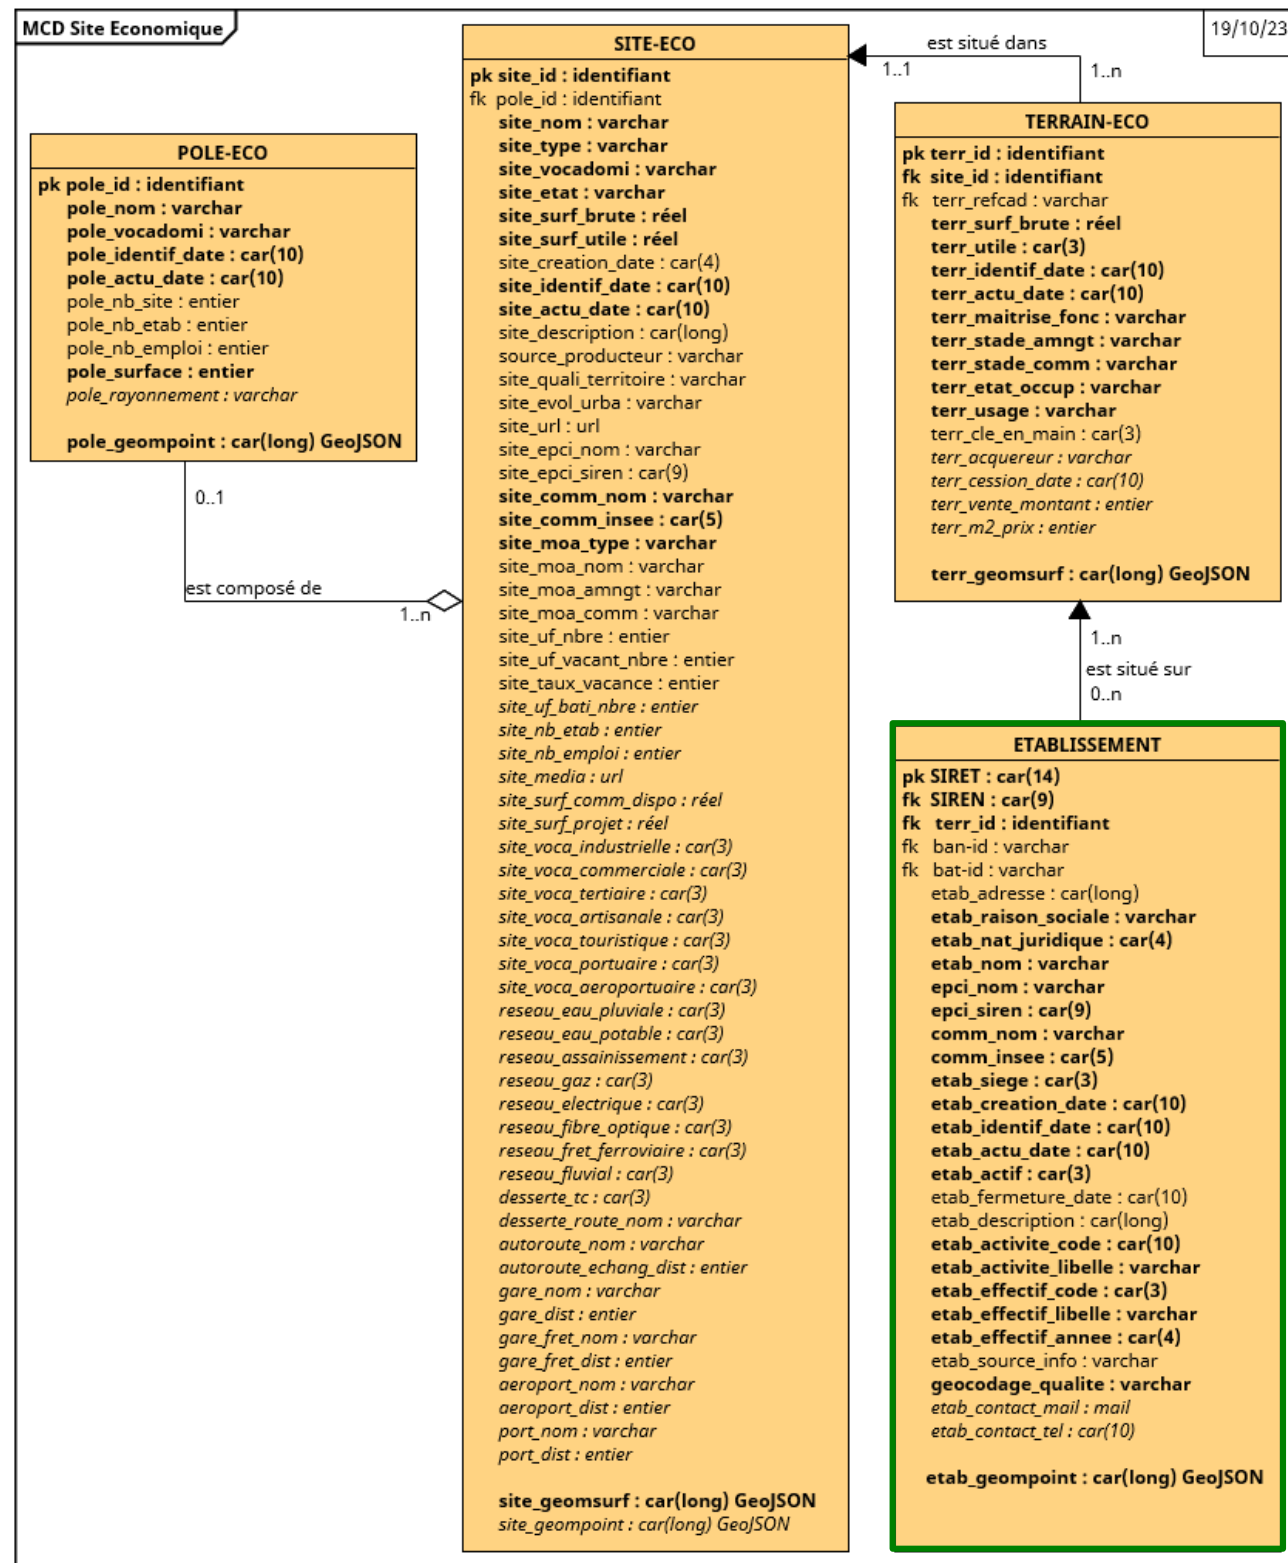 MCD Site Economique
19/10/23
POLE-ECO
pk pole_id : identifiant
pole_nom : varchar
pole_vocadomi : varchar
pole_identif_date : car(10)
pole_actu_date : car(10)
pole_nb_site : entier
pole_nb_etab : entier
pole_nb_emploi : entier
pole_surface : entier
pole_rayonnement : varchar
pole_geompoint : car(long) GeoJSON
0..1
est composé de
1..n
SITE-ECO
pk site_id : identifiant
fk pole_id : identifiant
site_nom : varchar
site_type : varchar
site_vocadomi : varchar
site_etat : varchar
site_surf_brute : réel
site_surf_utile : réel
site_creation_date : car(4)
site_identif_date : car(10)
site_actu_date : car(10)
site_description : car(long)
source_producteur : varchar
site_quali_territoire : varchar
site_evol_urba : varchar
site_url : url
site_epci_nom : varchar
site_epci_siren : car(9)
site_comm_nom : varchar
site_comm_insee : car(5)
site_moa_type : varchar
site_moa_nom : varchar
site_moa_amngt : varchar
site_moa_comm : varchar
site_uf_nbre : entier
site_uf_vacant_nbre : entier
site_taux_vacance : entier
site_uf_bati_nbre : entier
site_nb_etab : entier
site_nb_emploi : entier
site_media : url
site_surf_comm_dispo : réel
site_surf_projet : réel
site_voca_industrielle : car(3)
site_voca_commerciale : car(3)
site_voca_tertiaire : car(3)
site_voca_artisanale : car(3)
site_voca_touristique : car(3)
site_voca_portuaire : car(3)
site_voca_aeroportuaire : car(3)
reseau_eau_pluviale : car(3)
reseau_eau_potable : car(3)
reseau_assainissement : car(3)
reseau_gaz : car(3)
reseau_electrique : car(3)
reseau_fibre_optique : car(3)
reseau_fret_ferroviaire : car(3)
reseau_fluvial : car(3)
desserte_tc : car(3)
desserte_route_nom : varchar
autoroute_nom : varchar
autoroute_echang_dist : entier
gare_nom : varchar
gare_dist : entier
gare_fret_nom : varchar
gare_fret_dist : entier
aeroport_nom : varchar
aeroport_dist : entier
port_nom : varchar
port_dist : entier
site_geomsurf : car(long) GeoJSON
site_geompoint : car(long) GeoJSON
est situé dans
1..1
1..n
TERRAIN-ECO
pk terr_id : identifiant
fk site_id : identifiant
fk terr_refcad : varchar
terr_surf_brute : réel
terr_utile : car(3)
terr_identif_date : car(10)
terr_actu_date : car(10)
terr_maitrise_fonc : varchar
terr_stade_amngt : varchar
terr_stade_comm : varchar
terr_etat_occup : varchar
terr_usage : varchar
terr_cle_en_main : car(3)
terr_acquereur : varchar
terr_cession_date : car(10)
terr_vente_montant : entier
terr_m2_prix : entier
terr_geomsurf : car(long) GeoJSON
1..n
est situé sur
0..n
ETABLISSEMENT
pk SIRET : car(14)
fk SIREN : car(9)
fk terr_id : identifiant
fk ban-id : varchar
fk bat-id : varchar
etab_adresse : car(long)
etab_raison_sociale : varchar
etab_nat_juridique : car(4)
etab_nom : varchar
epci_nom : varchar
epci_siren : car(9)
comm_nom : varchar
comm_insee : car(5)
etab_siege : car(3)
etab_creation_date : car(10)
etab_identif_date : car(10)
etab_actu_date : car(10)
etab_actif : car(3)
etab_fermeture_date : car(10)
etab_description : car(long)
etab_activite_code : car(10)
etab_activite_libelle : varchar
etab_effectif_code : car(3)
etab_effectif_libelle : varchar
etab_effectif_annee : car(4)
etab_source_info : varchar
geocodage_qualite : varchar
etab_contact_mail : mail
etab_contact_tel : car(10)
etab_geompoint : car(long) GeoJSON